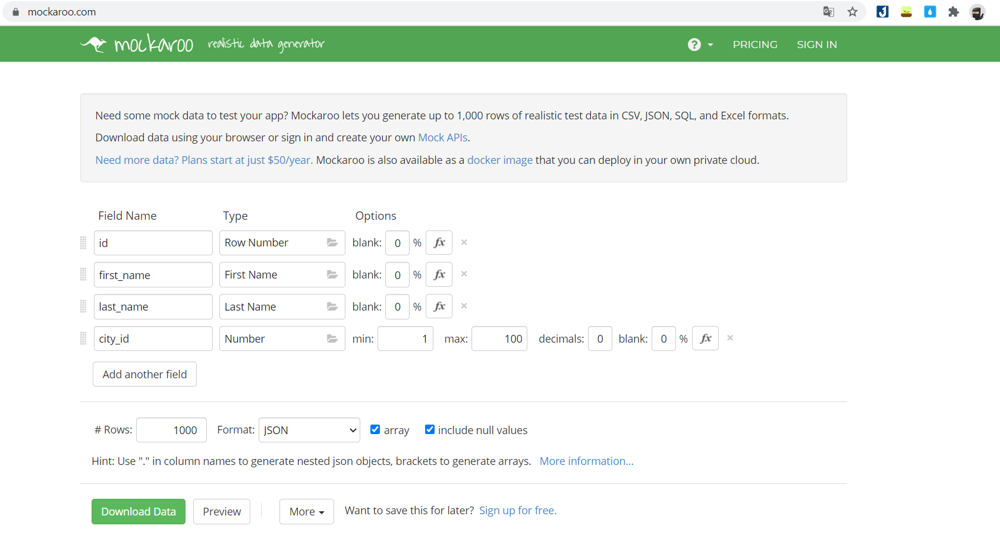 mockaroo.com
mockaroo realistic data generator ? PRICING SIGN IN
Need some mock data to test your app? Mockaroo lets you generate up to 1,000 rows of realistic test data in CSV, JSON, SQL, and Excel formats.
Download data using your browser or sign in and create your own Mock APIs.
Need more data? Plans start at just $50/year. Mockaroo is also available as a docker image that you can deploy in your own private cloud.
Field Name Type Options
id Row Number blank: 0 % fx ×
first_name First Name blank: 0 % fx ×
last_name Last Name blank: 0 % fx ×
city_id Number min: 1 max: 100 decimals: 0 blank: 0 % fx ×
Add another field
# Rows: 1000 Format: JSON array include null values
Hint: Use "." in column names to generate nested json objects, brackets to generate arrays. More information...
Download Data Preview More Want to save this for later? Sign up for free.